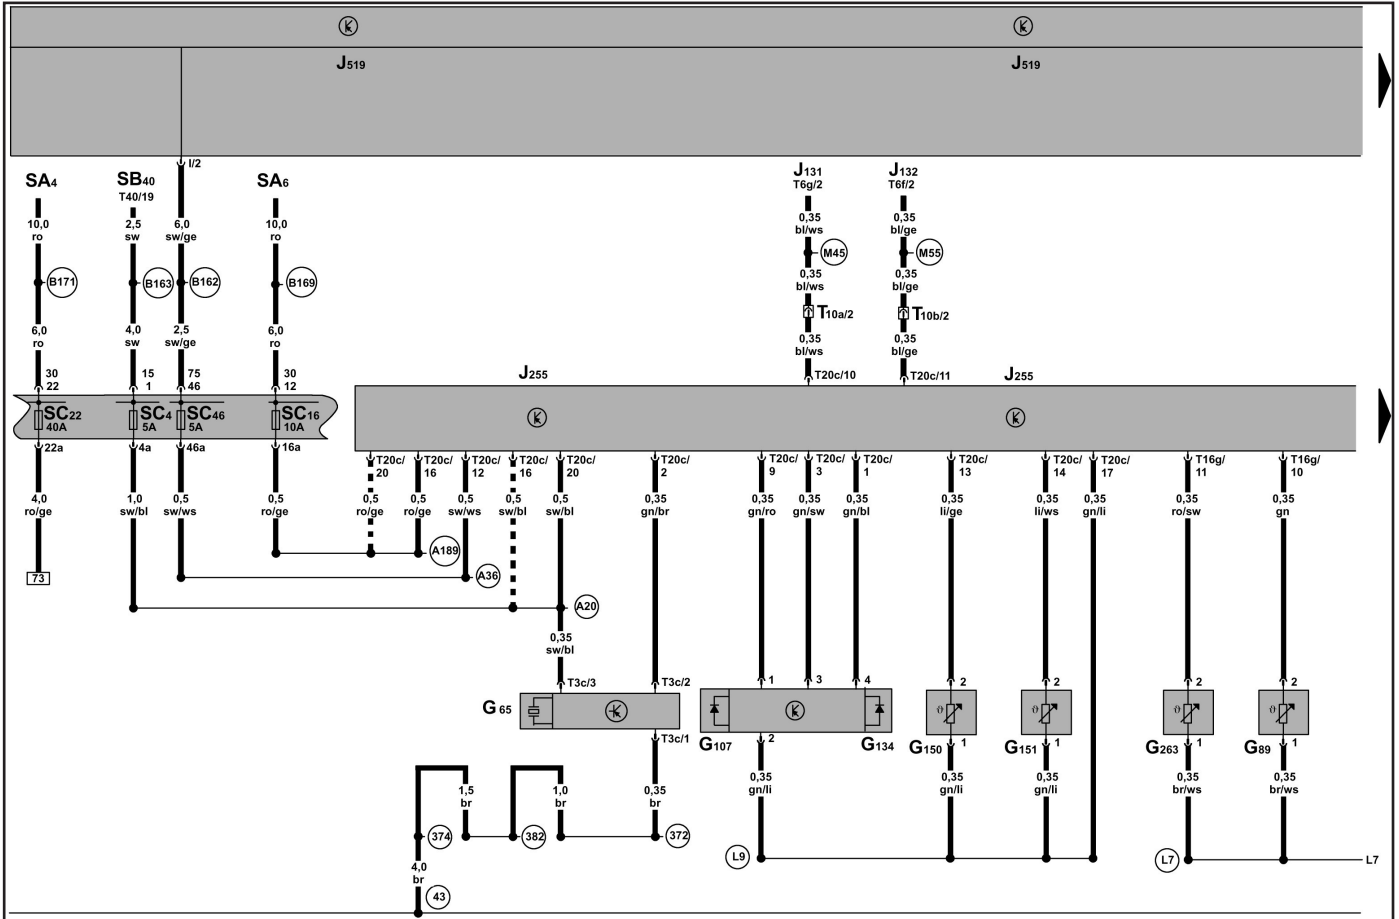 J519 J519
I/2
SA4 SB40 SA6 J131 J132
T40/19 T6g/2 T6f/2
10,0 2,5 6,0 10,0 0,35 0,35
ro sw sw/ge ro bl/ws bl/ge
M45 M55
B171 B163 B162 B169 0,35 0,35
bl/ws bl/ge
T10a/2 T10b/2
6,0 4,0 2,5 6,0 0,35 0,35
ro sw sw/ge ro bl/ws bl/ge
30 15 75 30 J255 T20c/10 T20c/11 J255
22 1 46 12
SC22 SC4 SC46 SC16
40A 5A 5A 10A
22a 4a 46a 16a
T20c/ T20c/ T20c/ T20c/ T20c/ T20c/ T20c/ T20c/ T20c/ T20c/ T20c/ T20c/ T16g/ T16g/
20 16 12 16 20 2 9 3 1 13 14 17 11 10
4,0 1,0 0,5 0,5 0,5 0,5 0,5 0,5 0,5 0,35 0,35 0,35 0,35 0,35 0,35 0,35 0,35 0,35
ro/ge sw/bl sw/ws ro/ge ro/ge ro/ge sw/ws sw/bl sw/bl gn/br gn/ro gn/sw gn/bl li/ge li/ws gn/li ro/sw gn
A189
73 A36
A20
0,35
sw/bl
T3c/3 T3c/2 1 3 4 2 2 2 2
G65 ϑ ϑ ϑ ϑ
T3c/1 G107 2 G134 G150 1 G151 1 G263 1 G89 1
1,5 1,0 0,35 0,35 0,35 0,35 0,35 0,35
br br br gn/li gn/li gn/li br/ws br/ws
374 382 372
L9 L7 L7
4,0
br
43